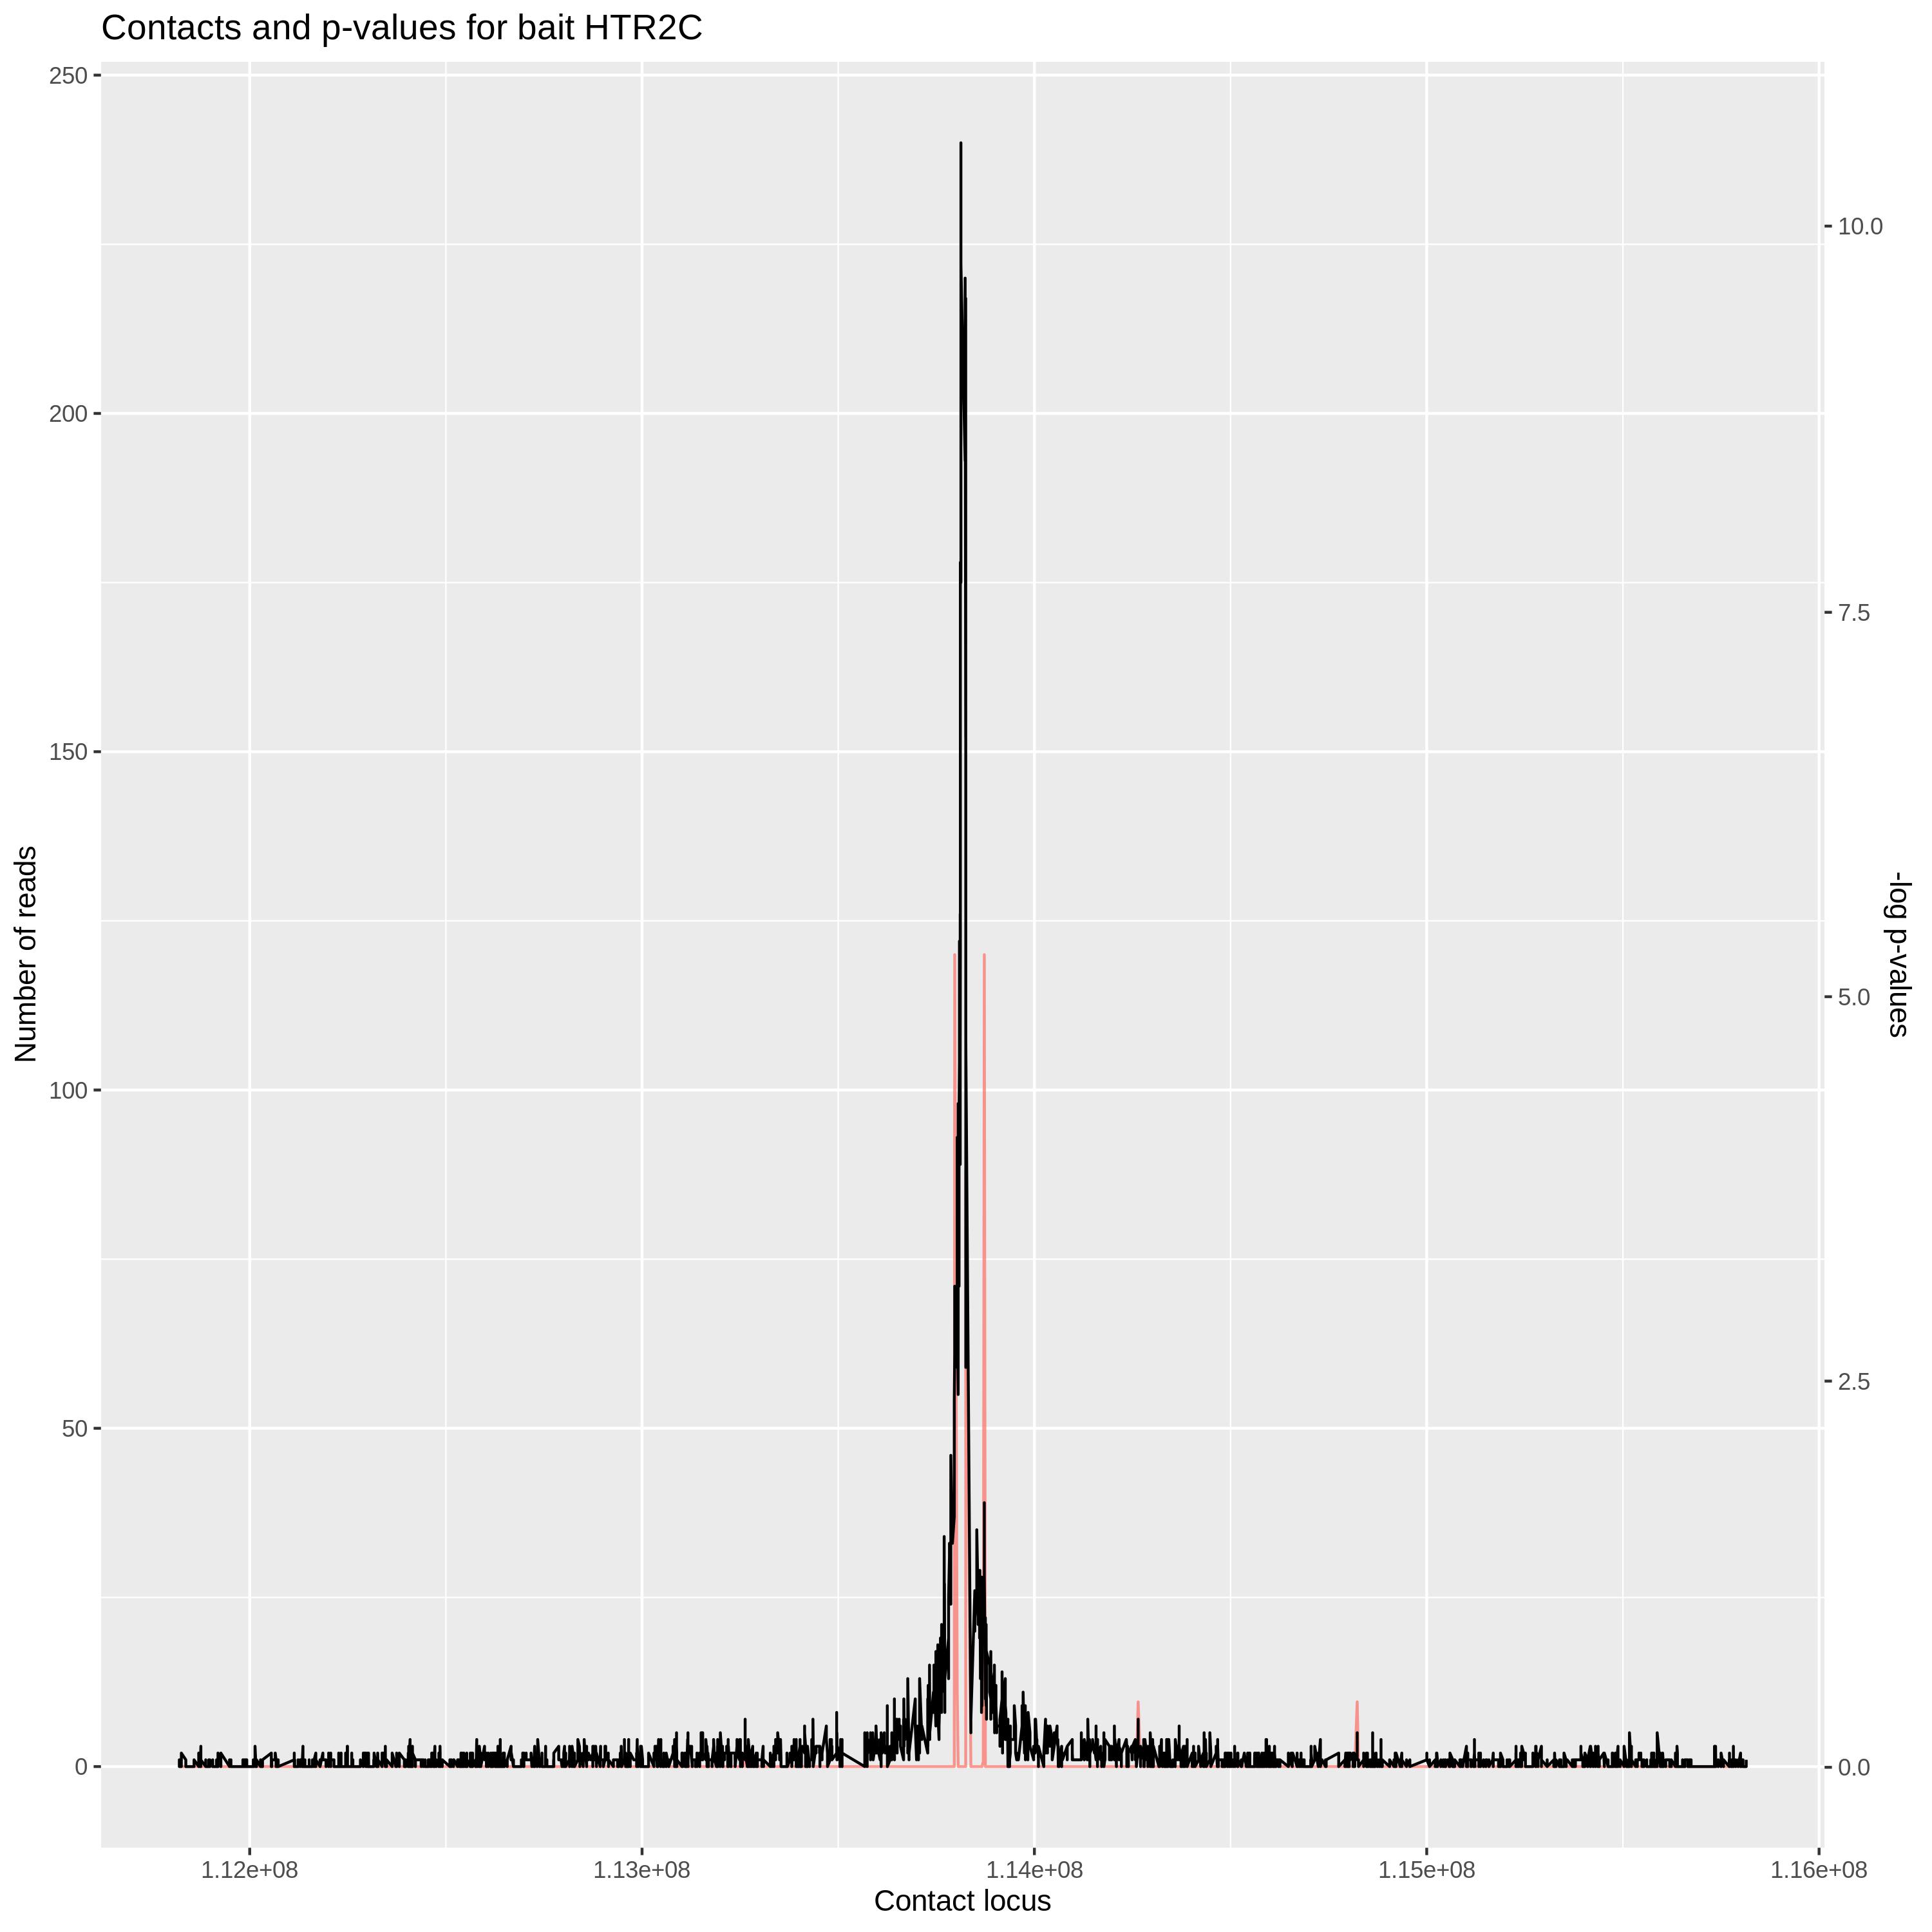 Contacts and p-values for bait HTR2C
250
200
150
100
50
0
Number of reads
10.0
7.5
5.0
2.5
0.0
-log p-values
1.12e+08
1.13e+08
1.14e+08
1.15e+08
1.16e+08
Contact locus